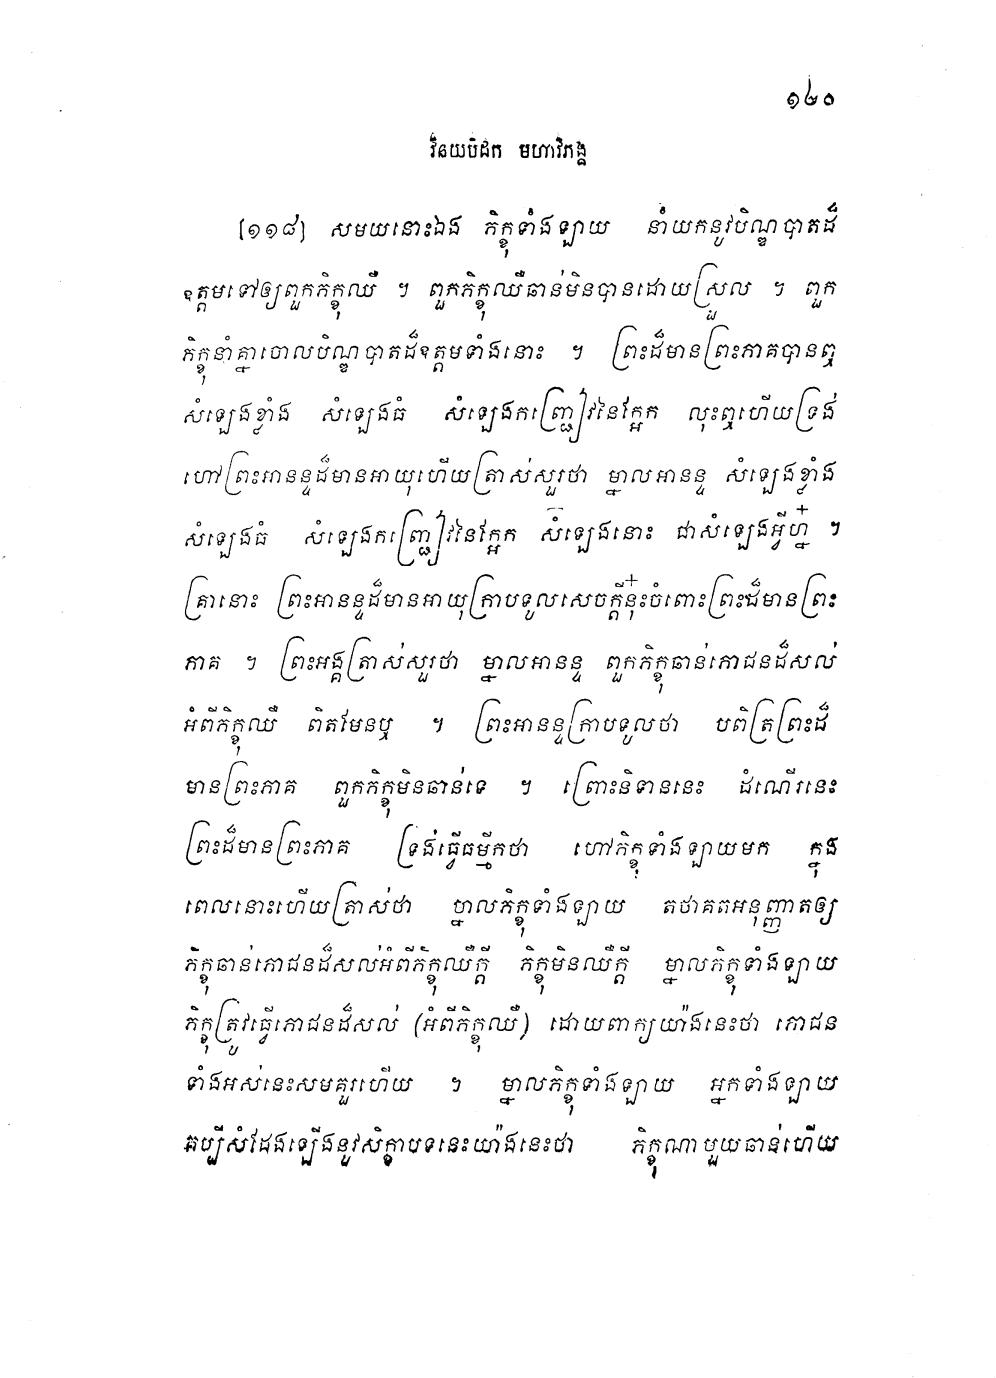 ១៤០
វិនយបិដក មហាវិភង្គ
[១១៨] សមយនោះឯង ភិក្ខុទាំងឡាយ នាំយកនូវបិណ្ឌបាតដ៏
ឧត្តមទៅឲ្យពួកភិក្ខុឈឺ ។ ពួកភិក្ខុឈឺឆាន់មិនបានដោយស្រួល ។ ពួក
ភិក្ខុនាំគ្នាចោលបិណ្ឌបាតដ៏ឧត្តមទាំងនោះ ។ ព្រះដ៏មានព្រះភាគបានឮ
សំឡេងខ្លាំង សំឡេងធំ សំឡេងកញ្ជ្រៀវនៃក្អែក លុះឮហើយទ្រង់
ហៅព្រះអានន្ទដ៏មានអាយុហើយត្រាស់សួរថា ម្នាលអានន្ទ សំឡេងខ្លាំង
សំឡេងធំ សំឡេងកញ្ជ្រៀវនៃក្អែក សំឡេងនោះ ជាសំឡេងអ្វីហ្ន៎ ។
គ្រានោះ ព្រះអានន្ទដ៏មានអាយុក្រាបទូលសេចក្តីនុ៎ះចំពោះព្រះដ៏មានព្រះ
ភាគ ។ ព្រះអង្គត្រាស់សួរថា ម្នាលអានន្ទ ពួកភិក្ខុឆាន់ភោជនដ៏សល់
អំពីភិក្ខុឈឺ ពិតមែនឬ ។ ព្រះអានន្ទក្រាបទូលថា បពិត្រព្រះដ៏
មានព្រះភាគ ពួកភិក្ខុមិនឆាន់ទេ ។ ព្រោះនិទាននេះ ដំណើរនេះ
ព្រះដ៏មានព្រះភាគ ទ្រង់ធ្វើធម្មីកថា ហៅភិក្ខុទាំងឡាយមក ក្នុង
ពេលនោះហើយត្រាស់ថា ម្នាលភិក្ខុទាំងឡាយ តថាគតអនុញ្ញាតឲ្យ
ភិក្ខុឆាន់ភោជនដ៏សល់អំពីភិក្ខុឈឺក្តី ភិក្ខុមិនឈឺក្តី ម្នាលភិក្ខុទាំងឡាយ
ភិក្ខុត្រូវធ្វើភោជនដ៏សល់ (អំពីភិក្ខុឈឺ) ដោយពាក្យយ៉ាងនេះថា ភោជន
ទាំងអស់នេះសមគួរហើយ ។ ម្នាលភិក្ខុទាំងឡាយ អ្នកទាំងឡាយ
គប្បីសំដែងឡើងនូវសិក្ខាបទនេះយ៉ាងនេះថា ភិក្ខុណាមួយឆាន់ហើយ